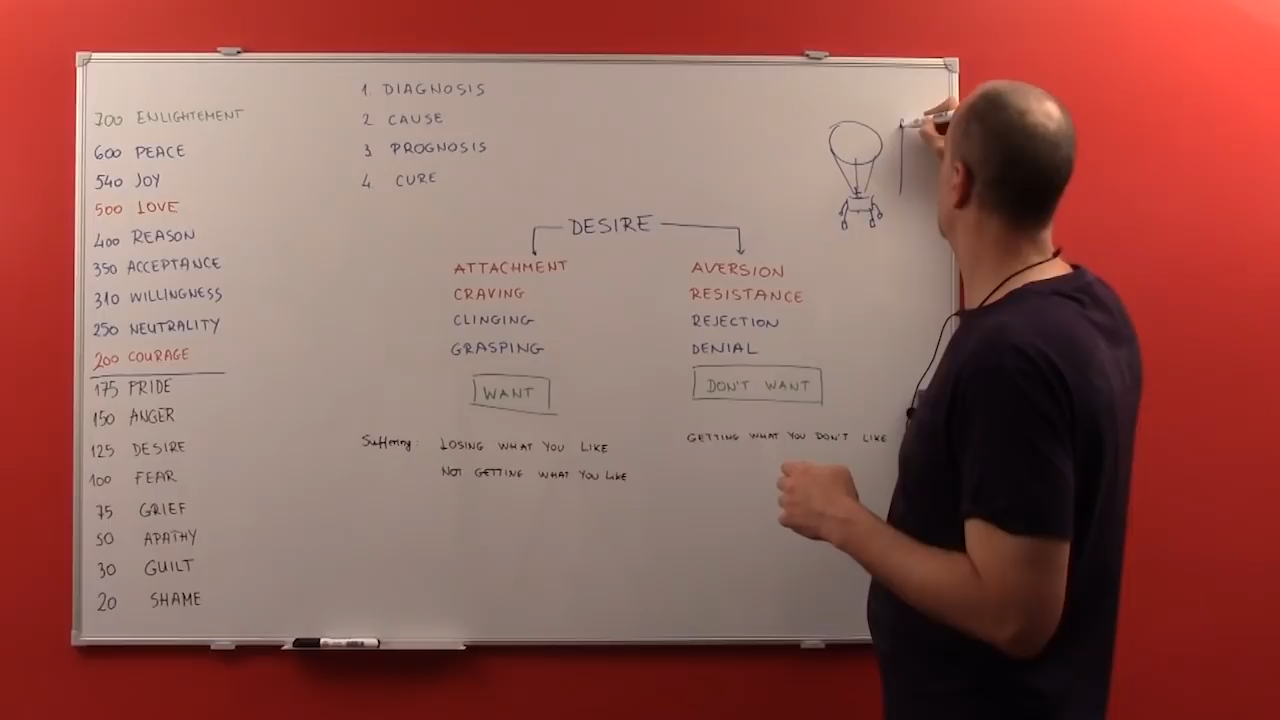 700 ENLIGHTEMENT
600 PEACE
540 JOY
500 LOVE
400 REASON
350 ACCEPTANCE
310 WILLINGNESS
250 NEUTRALITY
200 COURAGE
175 PRIDE
150 ANGER
125 DESIRE
100 FEAR
75 GRIEF
50 APATHY
30 GUILT
20 SHAME
1. DIAGNOSIS
2 CAUSE
3 PROGNOSIS
4. CURE
DESIRE
ATTACHMENT
CRAVING
CLINGING
GRASPING
WANT
AVERSION
RESISTANCE
REJECTION
DENIAL
DON'T WANT
Suffering: LOSING WHAT YOU LIKE
NOT GETTING WHAT YOU LIKE
GETTING WHAT YOU DON'T LIKE